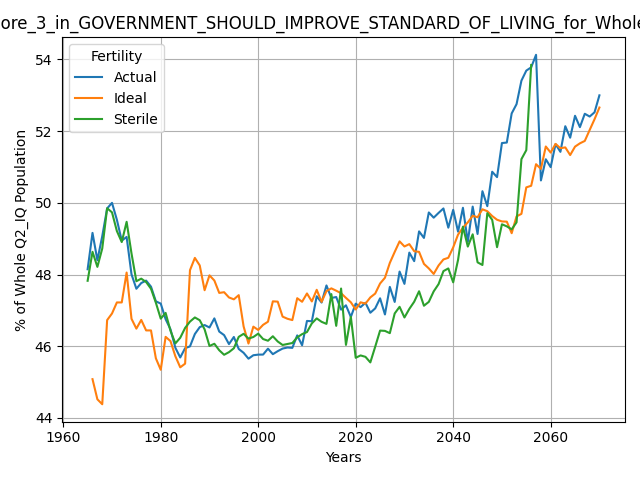 ore_3_in_GOVERNMENT_SHOULD_IMPROVE_STANDARD_OF_LIVING_for_Whole
Fertility
Actual
Ideal
Sterile
54
52
50
48
46
44
% of Whole Q2_IQ Population
1960
1980
2000
2020
2040
2060
Years